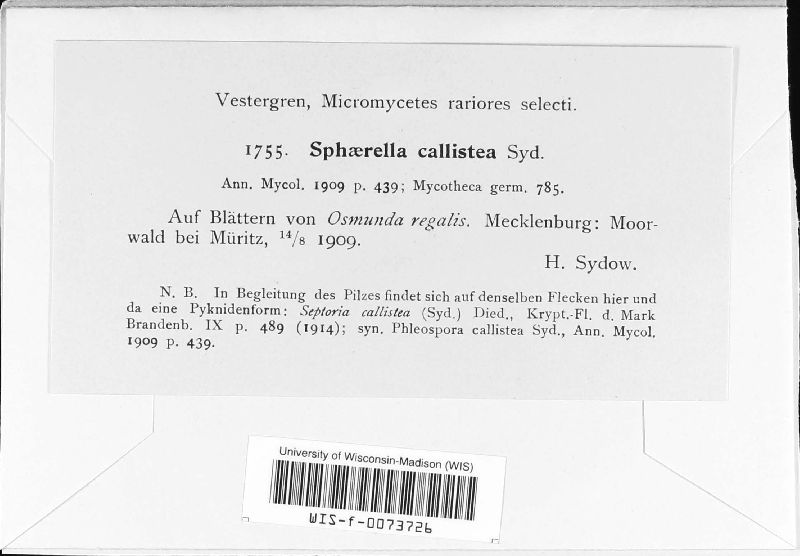 Vestergren, Micromycetes rariores selecti.
1755. Sphærella callistea Syd.
Ann. Mycol. 1909 p. 439; Mycotheca germ. 785.
Auf Blättern von Osmunda regalis. Mecklenburg: Moor-
wald bei Müritz, 14/8 1909.
H. Sydow.
N. B. In Begleitung des Pilzes findet sich auf denselben Flecken hier und
da eine Pyknidenform: Septoria callistea (Syd.) Died., Krypt.-Fl. d. Mark
Brandenb. IX p. 489 (1914); syn. Phleospora callistea Syd., Ann. Mycol.
1909 p. 439.
University of Wisconsin-Madison (WIS)
WIS-f-0073726